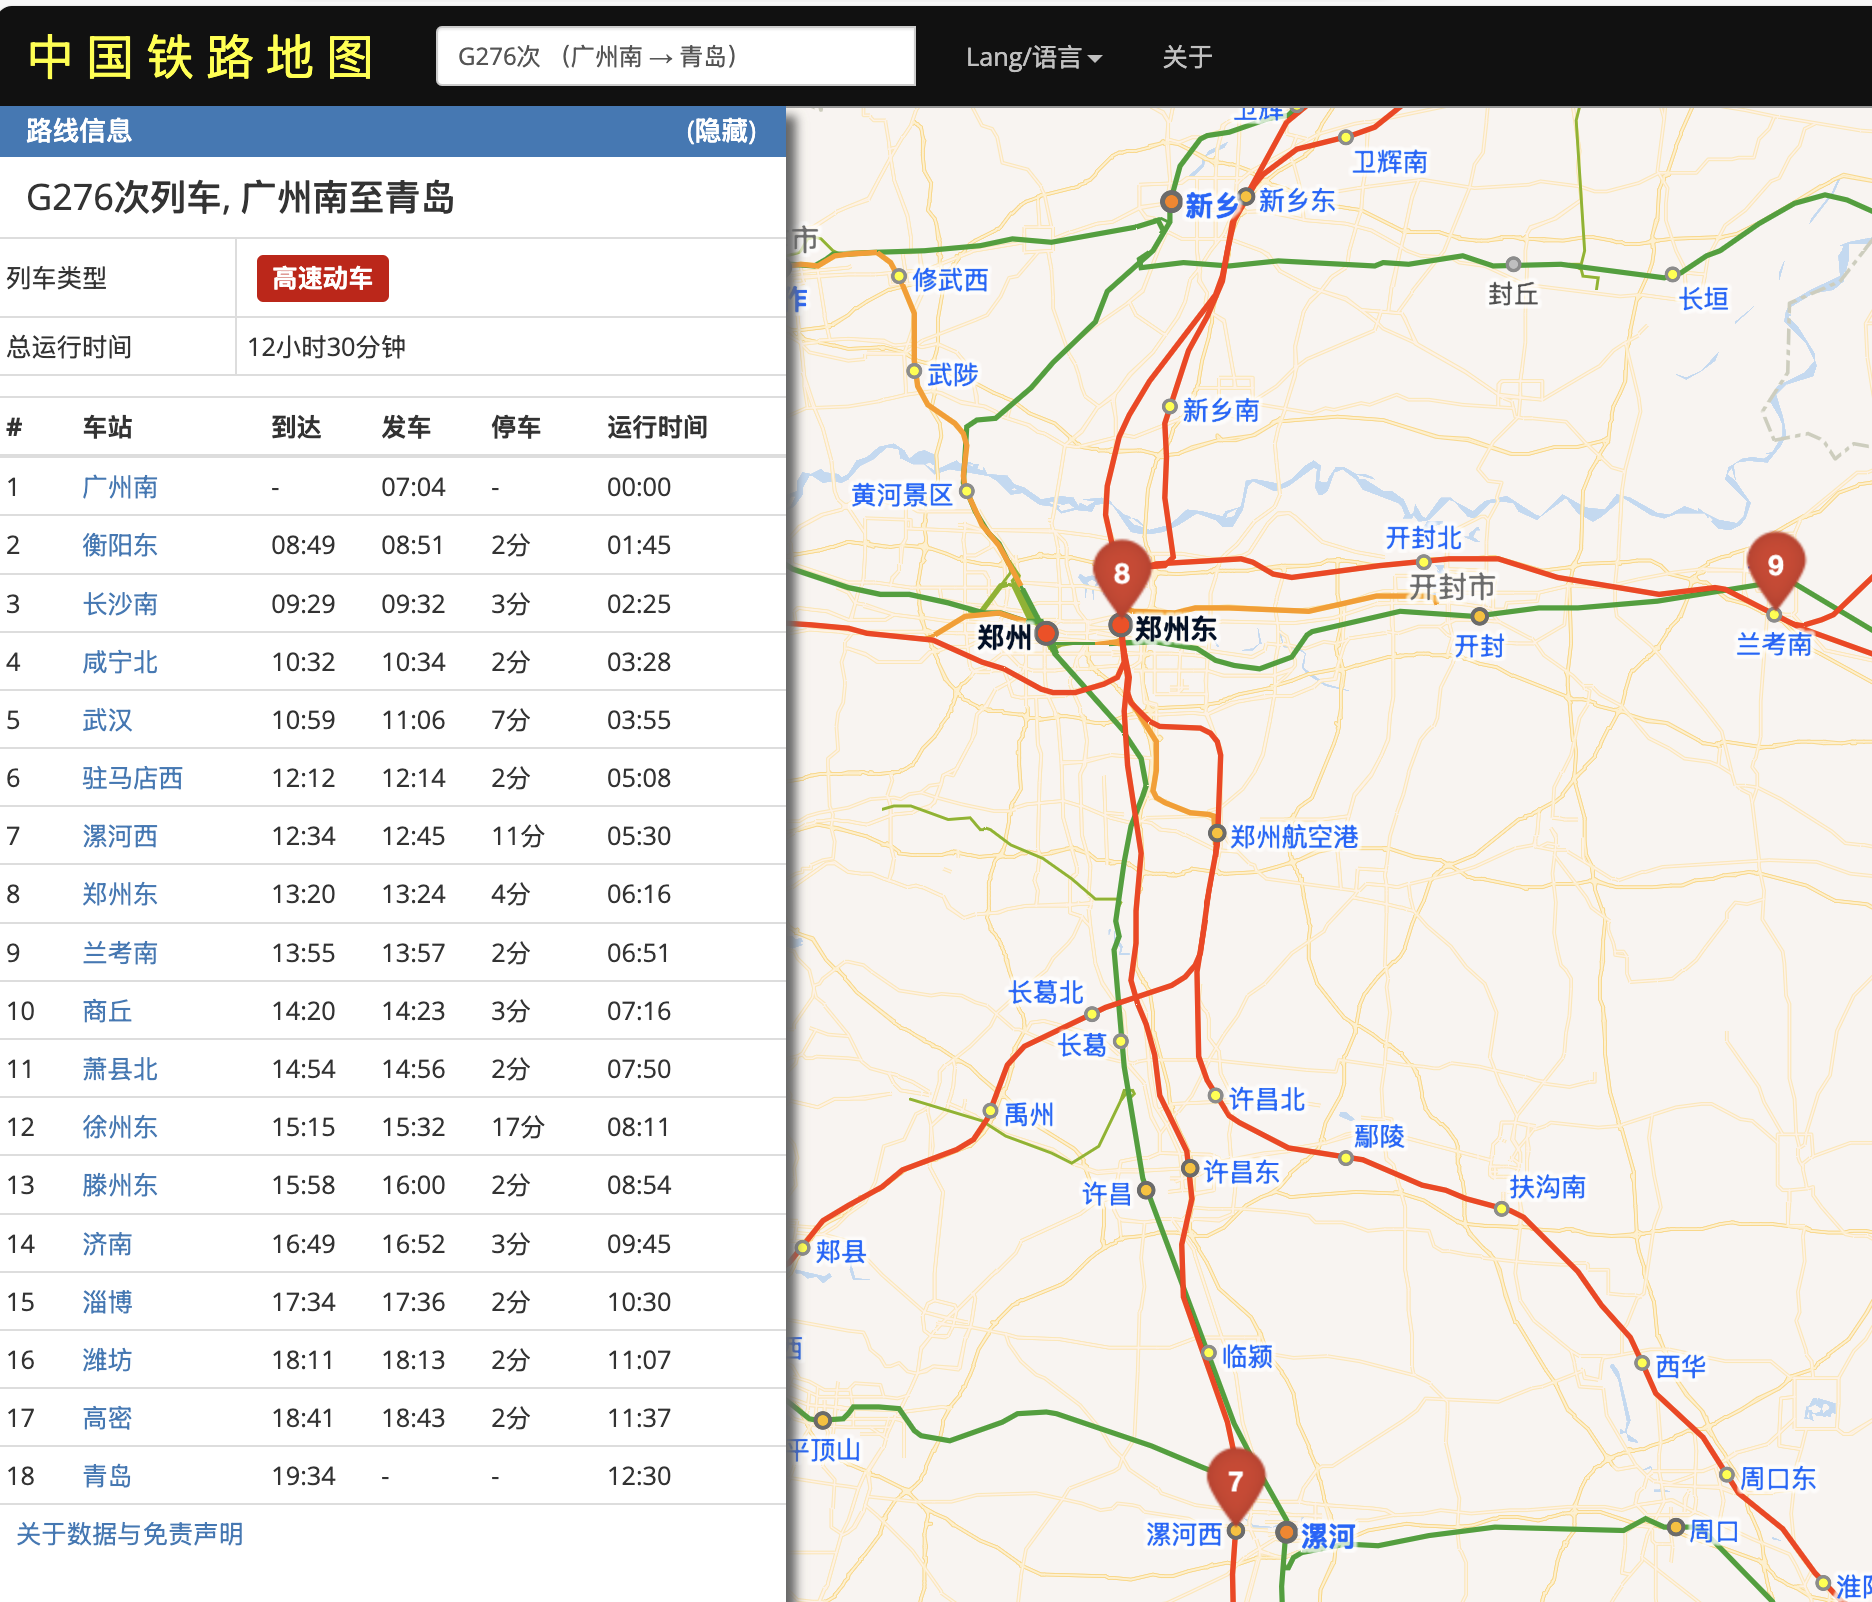 中国铁路地图
G276次 （广州南 → 青岛）
Lang/语言
关于
路线信息
(隐藏)
G276次列车, 广州南至青岛
列车类型 高速动车
总运行时间 12小时30分钟
# 车站 到达 发车 停车 运行时间
1 广州南 - 07:04 - 00:00
2 衡阳东 08:49 08:51 2分 01:45
3 长沙南 09:29 09:32 3分 02:25
4 咸宁北 10:32 10:34 2分 03:28
5 武汉 10:59 11:06 7分 03:55
6 驻马店西 12:12 12:14 2分 05:08
7 漯河西 12:34 12:45 11分 05:30
8 郑州东 13:20 13:24 4分 06:16
9 兰考南 13:55 13:57 2分 06:51
10 商丘 14:20 14:23 3分 07:16
11 萧县北 14:54 14:56 2分 07:50
12 徐州东 15:15 15:32 17分 08:11
13 滕州东 15:58 16:00 2分 08:54
14 济南 16:49 16:52 3分 09:45
15 淄博 17:34 17:36 2分 10:30
16 潍坊 18:11 18:13 2分 11:07
17 高密 18:41 18:43 2分 11:37
18 青岛 19:34 - - 12:30
关于数据与免责声明
卫辉
卫辉南
新乡
新乡东
市
修武西
作
封丘
长垣
武陟
新乡南
黄河景区
开封北
8
9
开封市
郑州
郑州东
开封
兰考南
郑州航空港
长葛北
长葛
禹州
许昌北
鄢陵
许昌东
许昌
扶沟南
郏县
西
临颍
西华
平顶山
7
周口东
漯河西
漯河
周口
淮阳